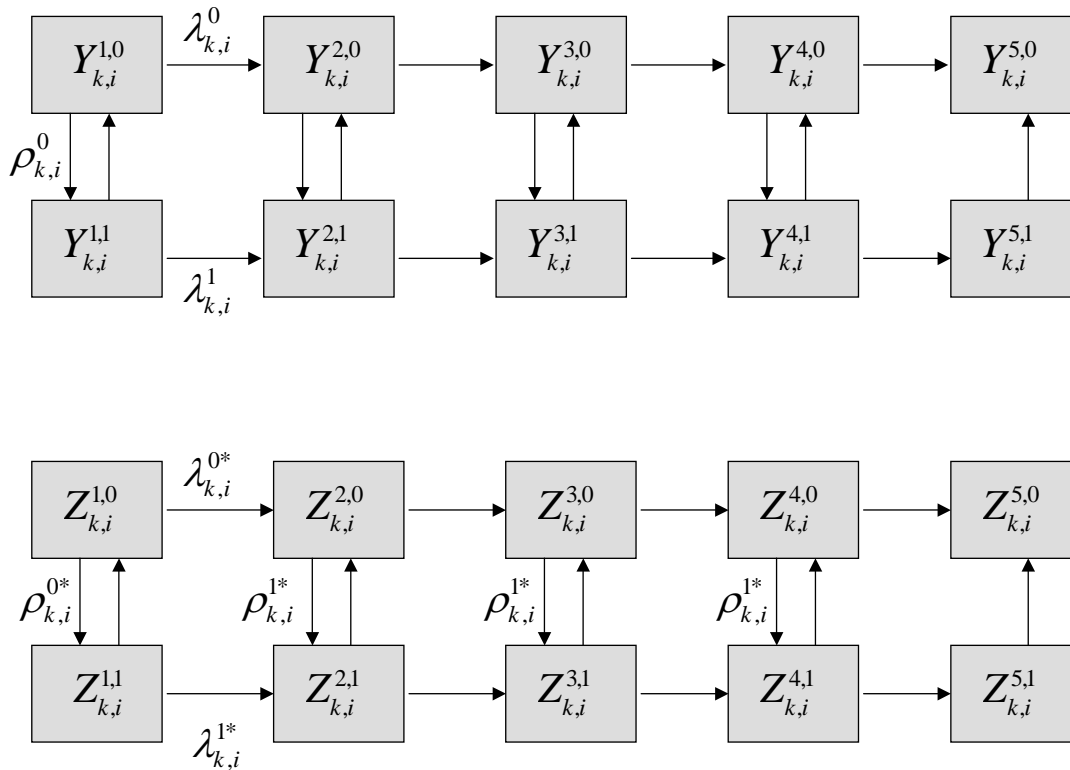 λ^0_{k,i}
Y^{1,0}_{k,i} Y^{2,0}_{k,i} Y^{3,0}_{k,i} Y^{4,0}_{k,i} Y^{5,0}_{k,i}
ρ^0_{k,i}
Y^{1,1}_{k,i} Y^{2,1}_{k,i} Y^{3,1}_{k,i} Y^{4,1}_{k,i} Y^{5,1}_{k,i}
λ^1_{k,i}
λ^{0*}_{k,i}
Z^{1,0}_{k,i} Z^{2,0}_{k,i} Z^{3,0}_{k,i} Z^{4,0}_{k,i} Z^{5,0}_{k,i}
ρ^{0*}_{k,i} ρ^{1*}_{k,i} ρ^{1*}_{k,i} ρ^{1*}_{k,i}
Z^{1,1}_{k,i} Z^{2,1}_{k,i} Z^{3,1}_{k,i} Z^{4,1}_{k,i} Z^{5,1}_{k,i}
λ^{1*}_{k,i}